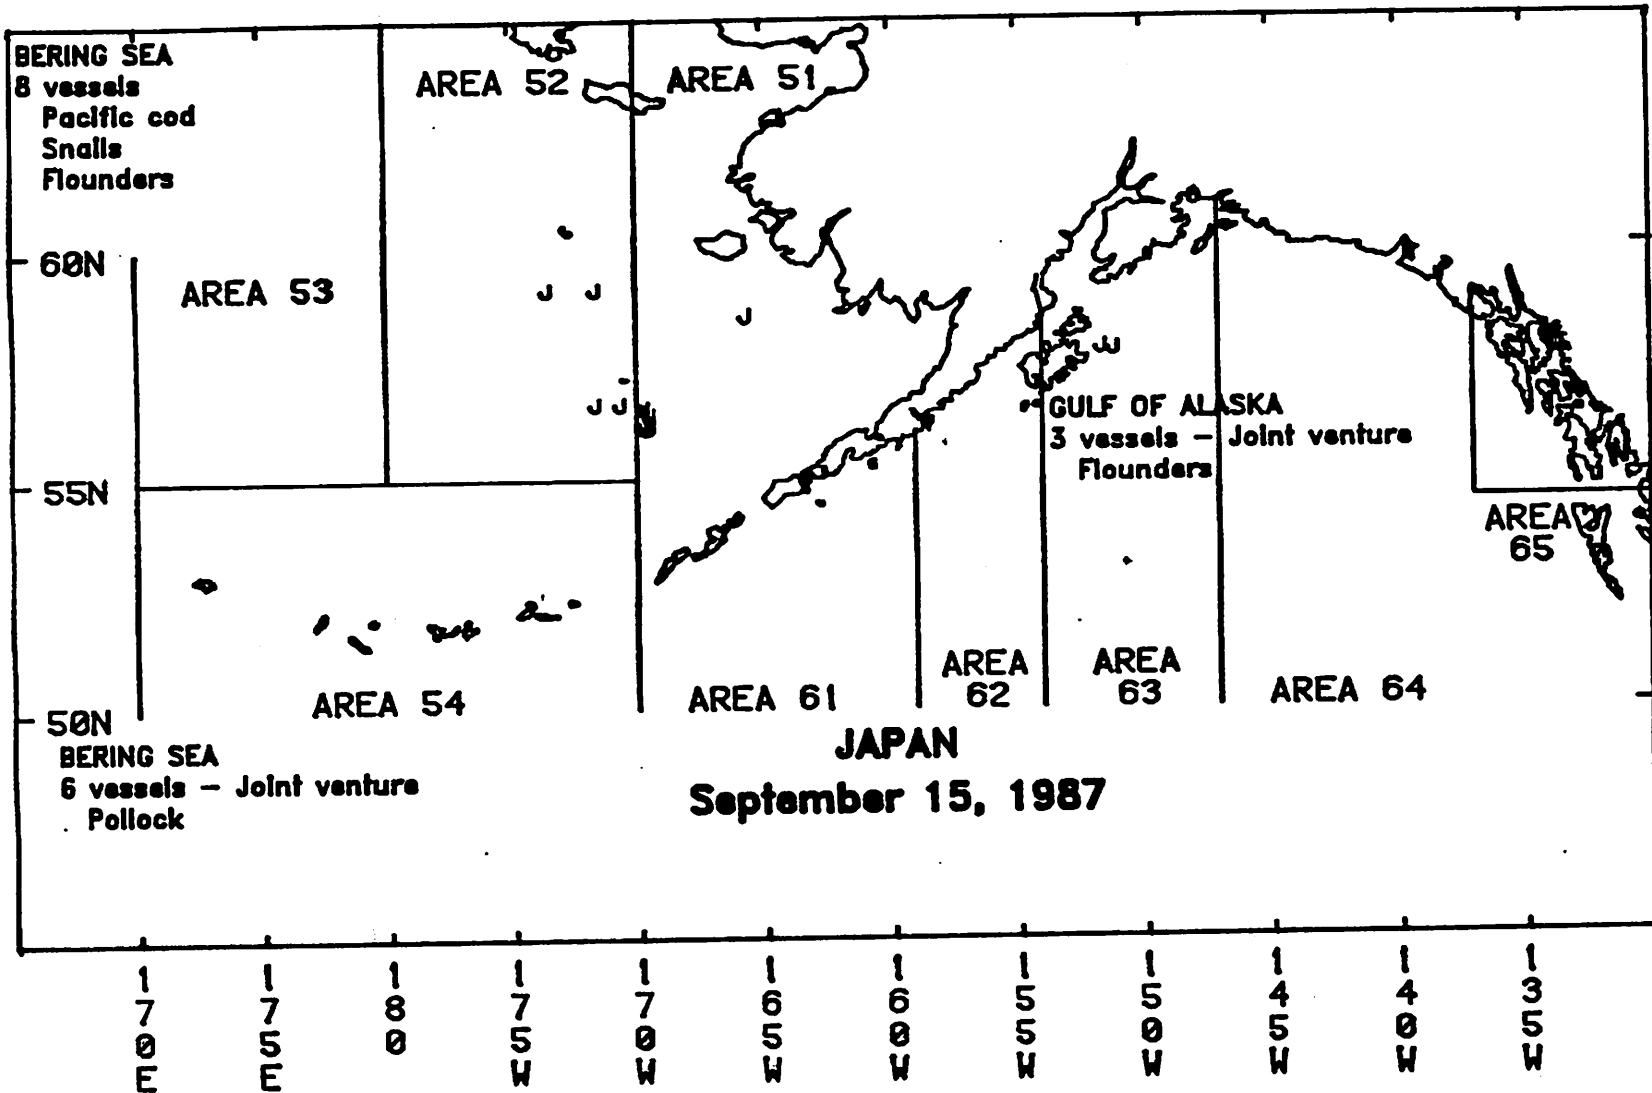 BERING SEA
8 vessels
Pacific cod
Snails
Flounders
AREA 52
AREA 51
60N
AREA 53
J J
J
JJ
J J
GULF OF ALASKA
3 vessels — Joint venture
Flounders
55N
AREA
65
AREA 54
AREA 61
AREA
62
AREA
63
AREA 64
50N
BERING SEA
6 vessels — Joint venture
Pollock
JAPAN
September 15, 1987
170E
175E
180
175W
170W
165W
160W
155W
150W
145W
140W
135W